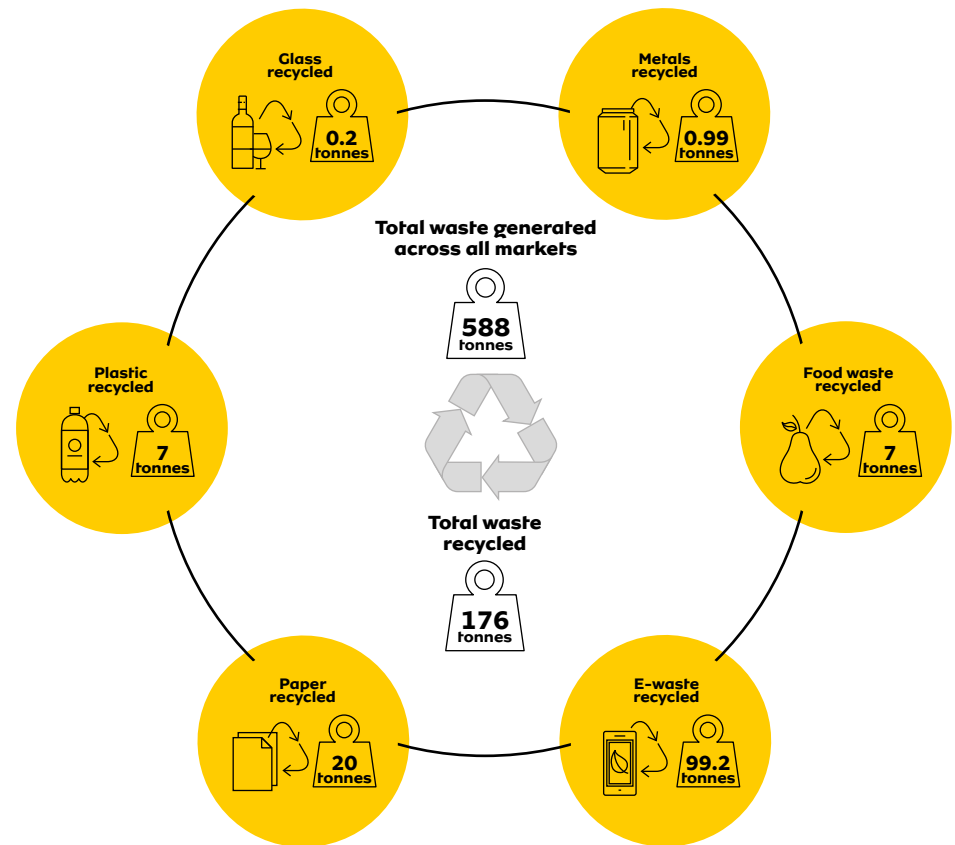 Glass
recycled
0.2
tonnes
Metals
recycled
0.99
tonnes
Total waste generated
across all markets
588
tonnes
Plastic
recycled
7
tonnes
Food waste
recycled
7
tonnes
Total waste
recycled
176
tonnes
Paper
recycled
20
tonnes
E-waste
recycled
99.2
tonnes